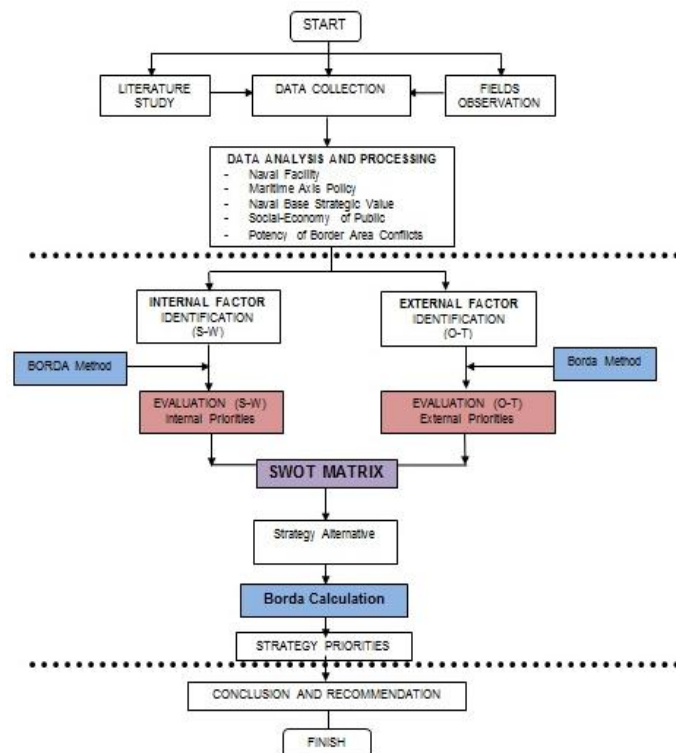 START
LITERATURE
STUDY
DATA COLLECTION
FIELDS
OBSERVATION
DATA ANALYSIS AND PROCESSING
- Naval Facility
- Maritime Axis Policy
- Naval Base Strategic Value
- Social-Economy of Public
- Potency of Border Area Conflicts
INTERNAL FACTOR
IDENTIFICATION
(S-W)
EXTERNAL FACTOR
IDENTIFICATION
(O-T)
BORDA Method
Borda Method
EVALUATION (S-W)
Internal Priorities
EVALUATION (O-T)
External Priorities
SWOT MATRIX
Strategy Alternative
Borda Calculation
STRATEGY PRIORITIES
CONCLUSION AND RECOMMENDATION
FINISH